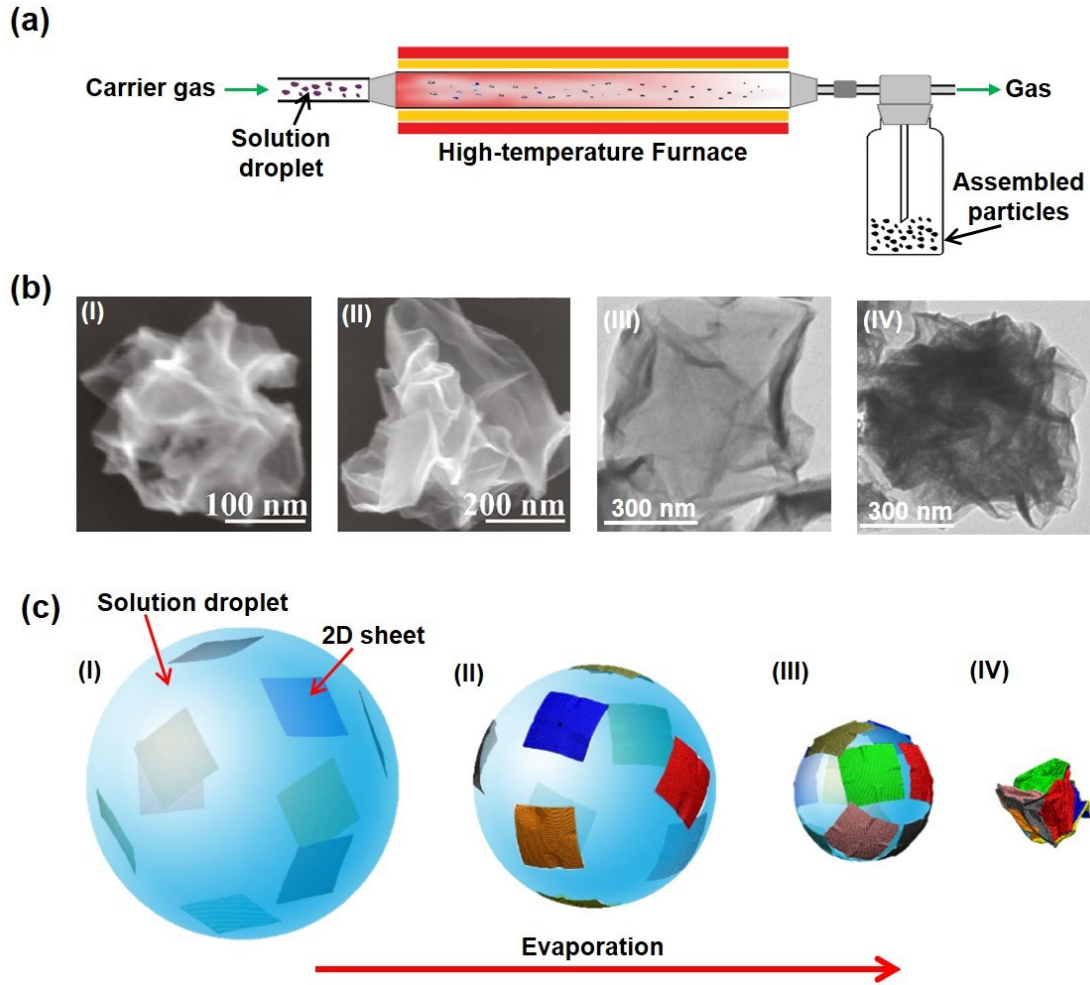 (a)
Carrier gas
Solution
droplet
High-temperature Furnace
Gas
Assembled
particles
(b)
(I)
100 nm
(II)
200 nm
(III)
300 nm
(IV)
300 nm
(c)
Solution droplet
2D sheet
(I)
(II)
(III)
(IV)
Evaporation